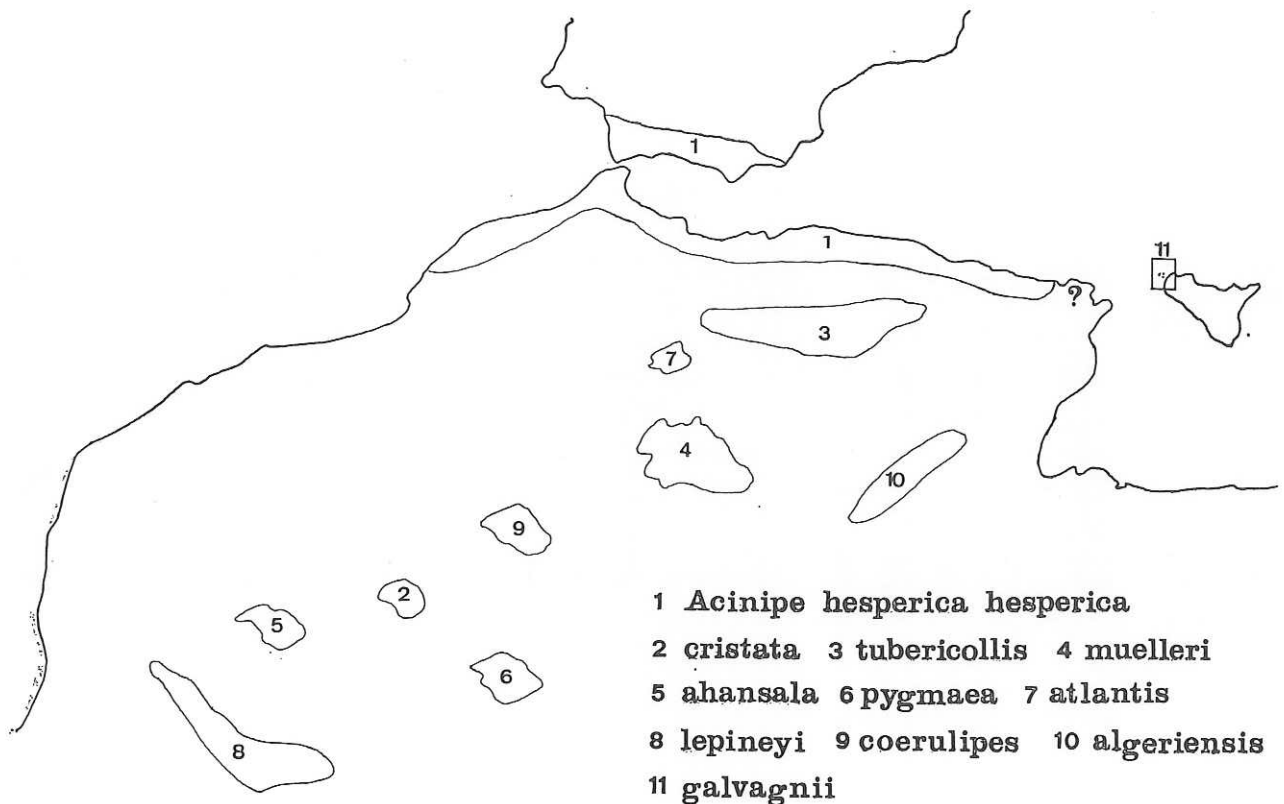 1
1
11
?
3
7
4
10
9
2
5
6
8
1 Acinipe hesperica hesperica
2 cristata 3 tubericollis 4 muelleri
5 ahansala 6 pygmaea 7 atlantis
8 lepineyi 9 coerulipes 10 algeriensis
11 galvagnii